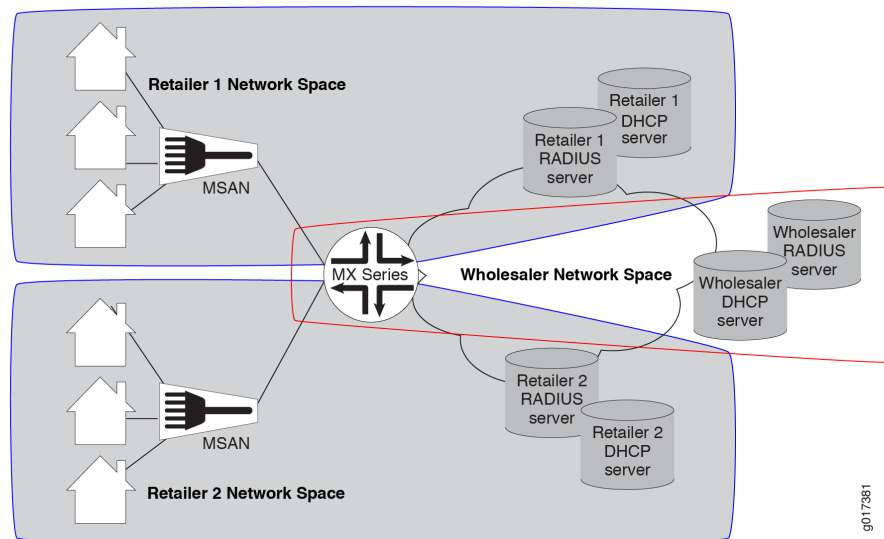 Retailer 1 Network Space
MSAN
Retailer 1
DHCP
server
Retailer 1
RADIUS
server
MX Series
Wholesaler Network Space
Wholesaler
RADIUS
server
Wholesaler
DHCP
server
MSAN
Retailer 2 Network Space
Retailer 2
RADIUS
server
Retailer 2
DHCP
server
g017381